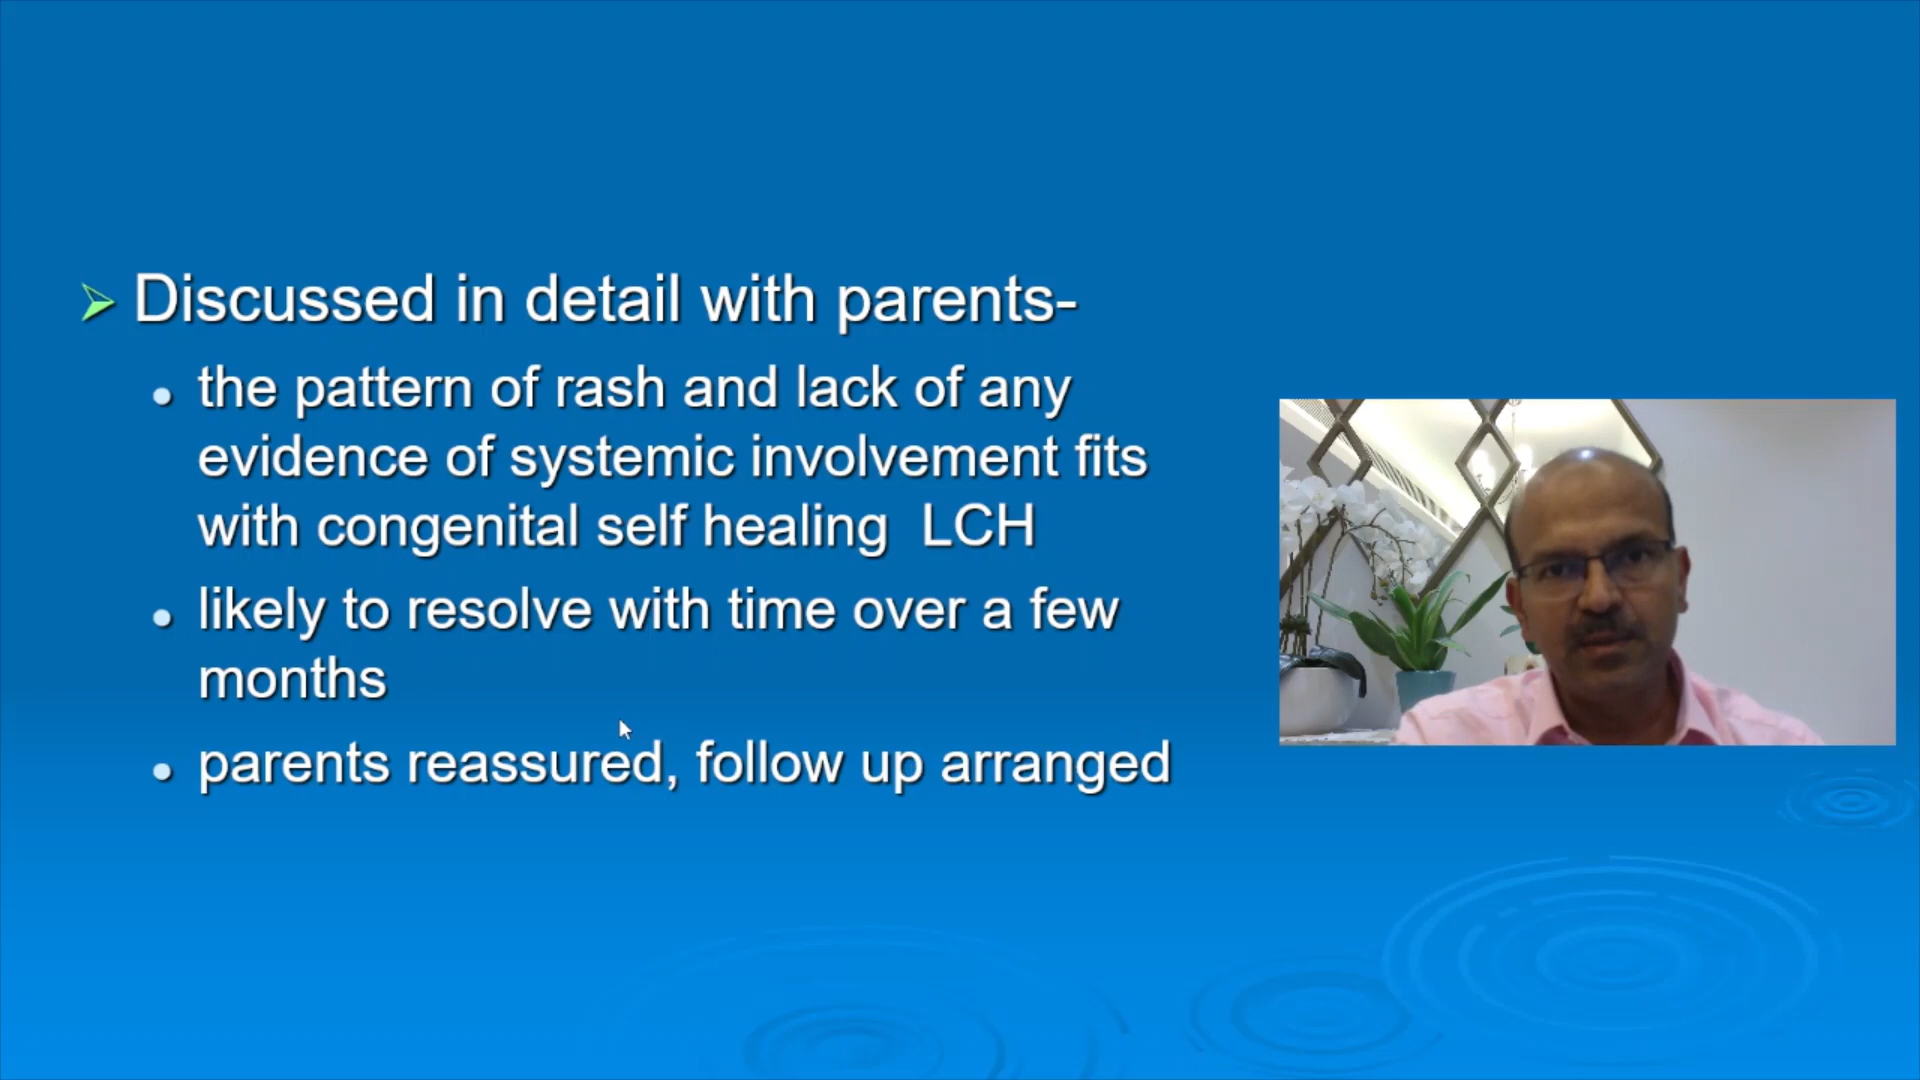 Discussed in detail with parents-
the pattern of rash and lack of any
evidence of systemic involvement fits
with congenital self healing LCH
likely to resolve with time over a few
months
parents reassured, follow up arranged